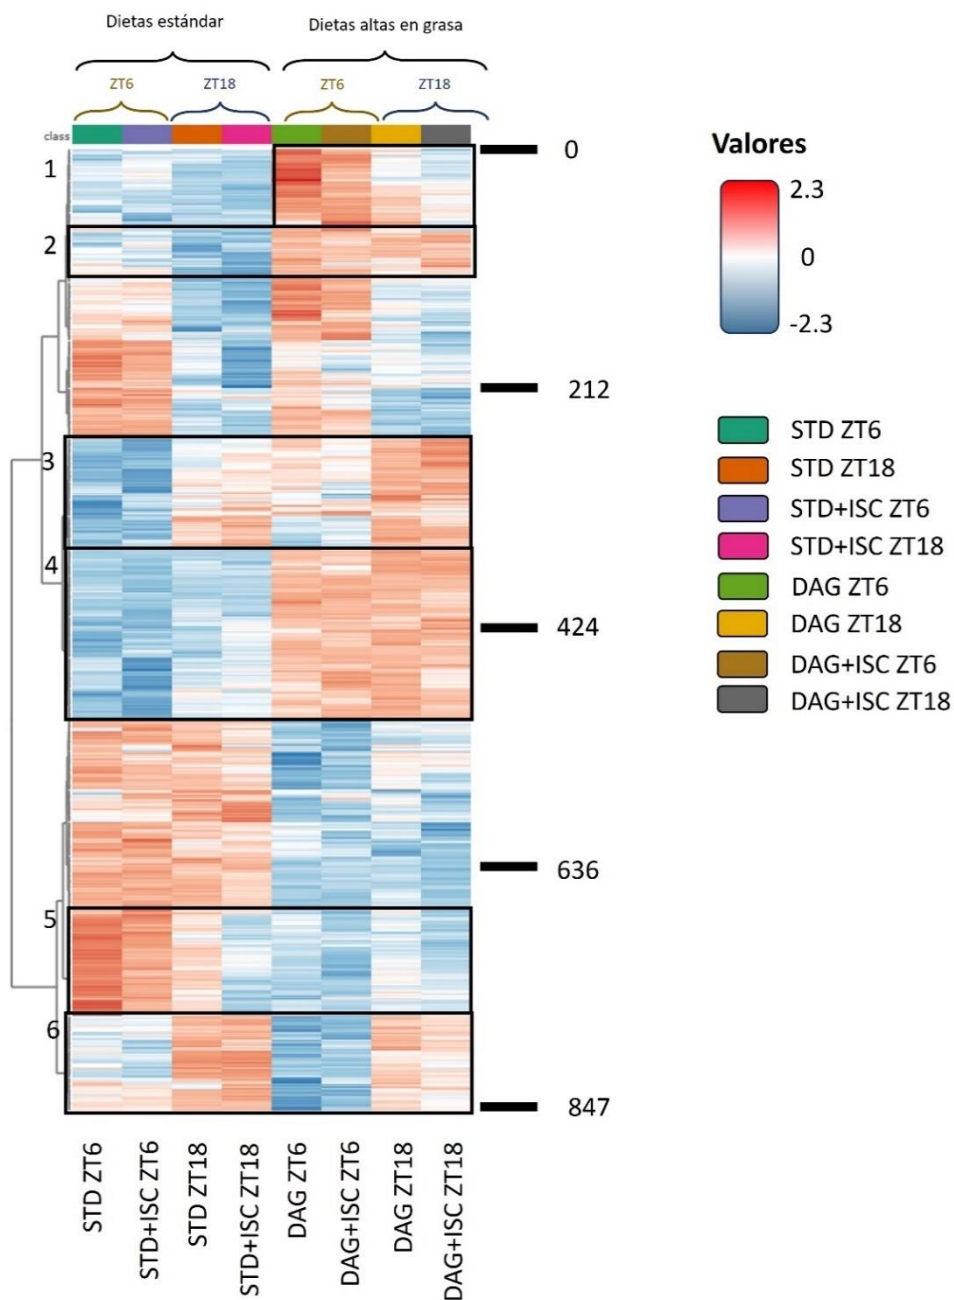 Dietas estándar
Dietas altas en grasa
ZT6
ZT18
ZT6
ZT18
class
1
2
3
4
5
6
0
212
424
636
847
Valores
2.3
0
-2.3
STD ZT6
STD ZT18
STD+ISC ZT6
STD+ISC ZT18
DAG ZT6
DAG ZT18
DAG+ISC ZT6
DAG+ISC ZT18
STD ZT6
STD+ISC ZT6
STD ZT18
STD+ISC ZT18
DAG ZT6
DAG+ISC ZT6
DAG ZT18
DAG+ISC ZT18